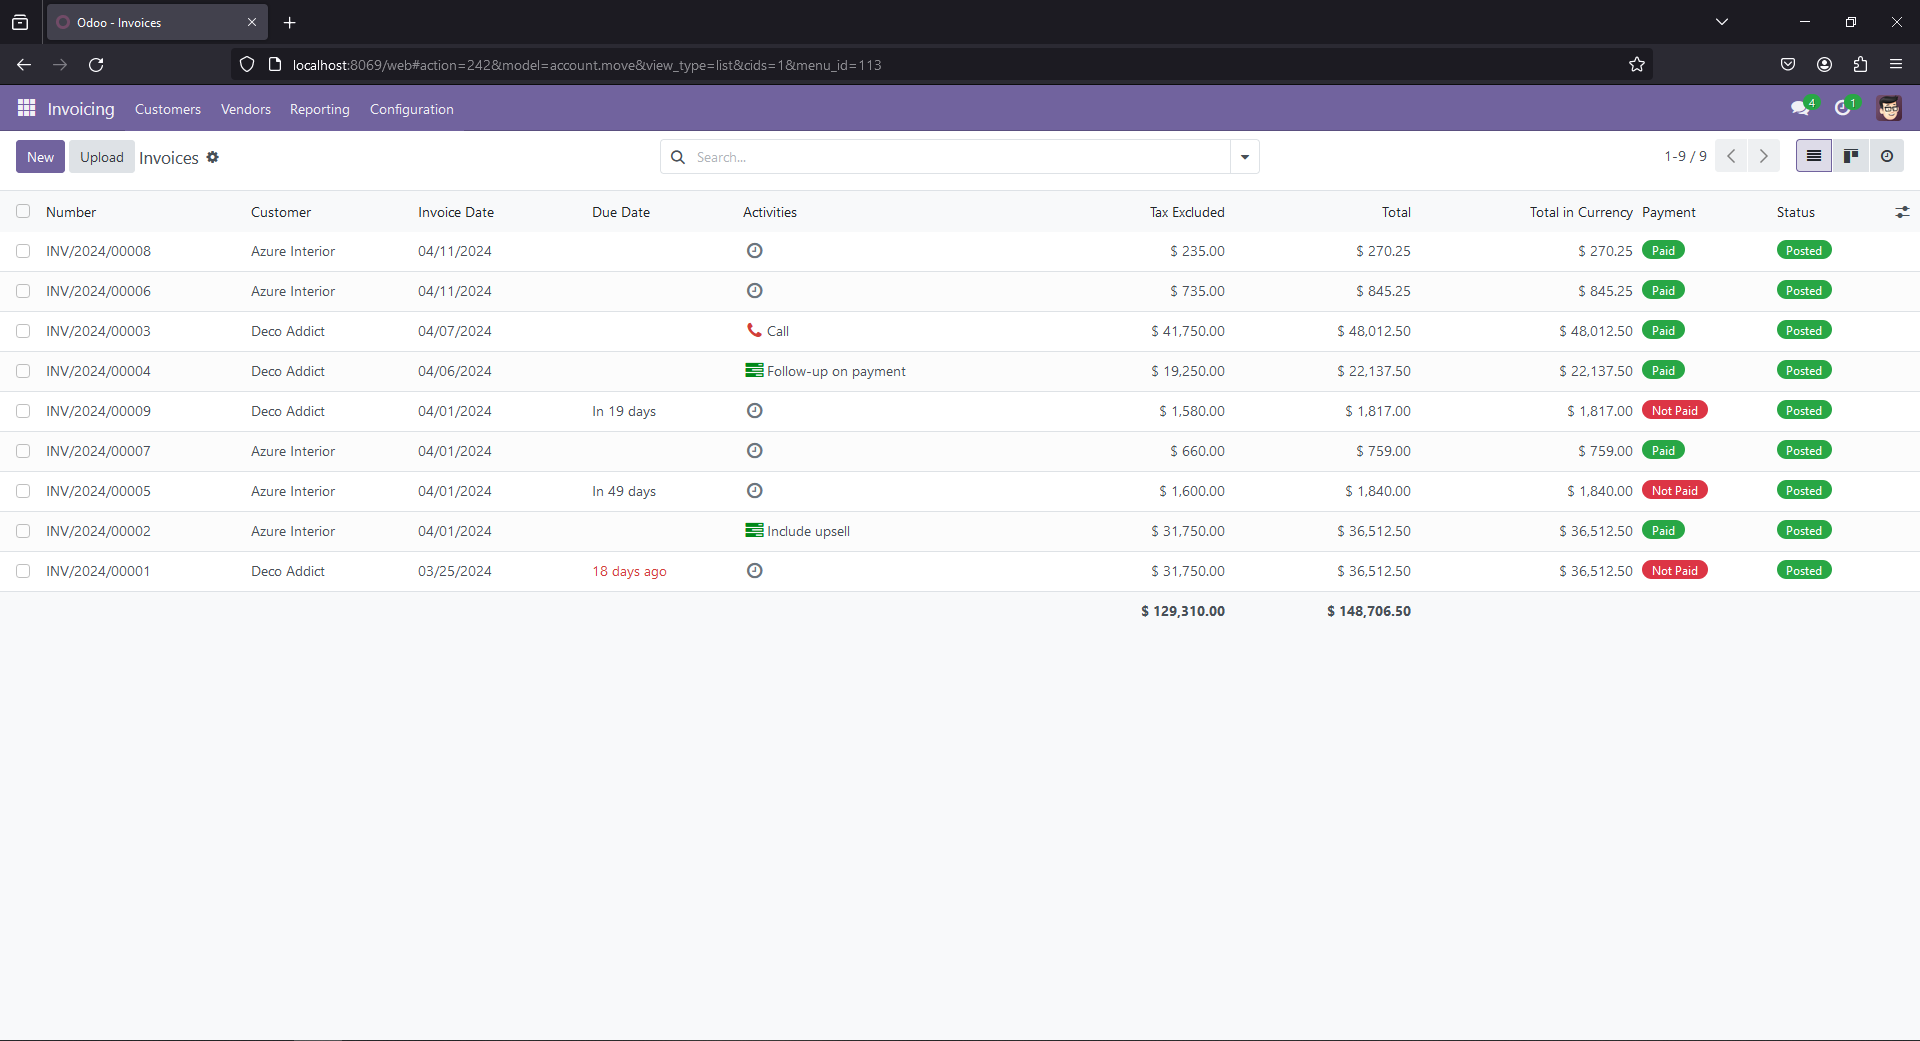 Odoo - Invoices
localhost:8069/web#action=242&model=account.move&view_type=list&cids=1&menu_id=113
Invoicing Customers Vendors Reporting Configuration 4 1
New Upload Invoices Search... 1-9 / 9
Number Customer Invoice Date Due Date Activities Tax Excluded Total Total in Currency Payment Status
INV/2024/00008 Azure Interior 04/11/2024 $ 235.00 $ 270.25 $ 270.25 Paid Posted
INV/2024/00006 Azure Interior 04/11/2024 $ 735.00 $ 845.25 $ 845.25 Paid Posted
INV/2024/00003 Deco Addict 04/07/2024 Call $ 41,750.00 $ 48,012.50 $ 48,012.50 Paid Posted
INV/2024/00004 Deco Addict 04/06/2024 Follow-up on payment $ 19,250.00 $ 22,137.50 $ 22,137.50 Paid Posted
INV/2024/00009 Deco Addict 04/01/2024 In 19 days $ 1,580.00 $ 1,817.00 $ 1,817.00 Not Paid Posted
INV/2024/00007 Azure Interior 04/01/2024 $ 660.00 $ 759.00 $ 759.00 Paid Posted
INV/2024/00005 Azure Interior 04/01/2024 In 49 days $ 1,600.00 $ 1,840.00 $ 1,840.00 Not Paid Posted
INV/2024/00002 Azure Interior 04/01/2024 Include upsell $ 31,750.00 $ 36,512.50 $ 36,512.50 Paid Posted
INV/2024/00001 Deco Addict 03/25/2024 18 days ago $ 31,750.00 $ 36,512.50 $ 36,512.50 Not Paid Posted
$ 129,310.00 $ 148,706.50